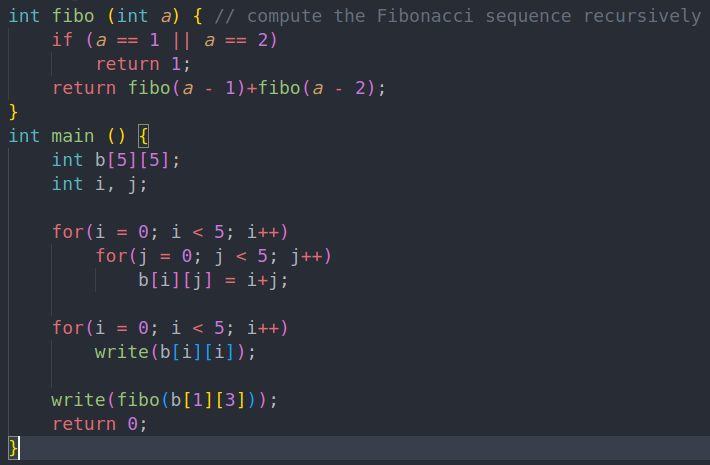 int fibo (int a) { // compute the Fibonacci sequence recursively
    if (a == 1 || a == 2)
        return 1;
    return fibo(a - 1)+fibo(a - 2);
}
int main () {
    int b[5][5];
    int i, j;

    for(i = 0; i < 5; i++)
        for(j = 0; j < 5; j++)
            b[i][j] = i+j;

    for(i = 0; i < 5; i++)
        write(b[i][i]);

    write(fibo(b[1][3]));
    return 0;
}